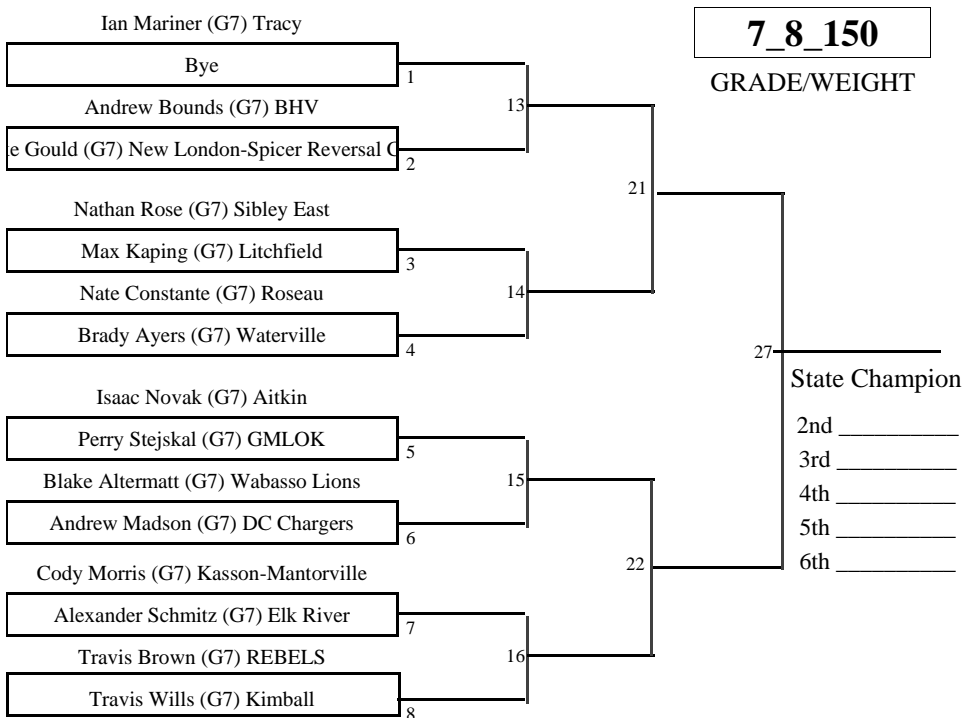 Ian Mariner (G7) Tracy
Bye
1
Andrew Bounds (G7) BHV
Gould (G7) New London-Spicer Reversal
2
13
Nathan Rose (G7) Sibley East
Max Kaping (G7) Litchfield
3
Nate Constante (G7) Roseau
Brady Ayers (G7) Waterville
4
14
21
Isaac Novak (G7) Aitkin
Perry Stejskal (G7) GMLOK
5
Blake Altermatt (G7) Wabasso Lions
Andrew Madson (G7) DC Chargers
6
15
Cody Morris (G7) Kasson-Mantorville
Alexander Schmitz (G7) Elk River
7
Travis Brown (G7) REBELS
Travis Wills (G7) Kimball
8
16
22
27
7_8_150
GRADE/WEIGHT
State Champion
2nd __________
3rd __________
4th __________
5th __________
6th __________